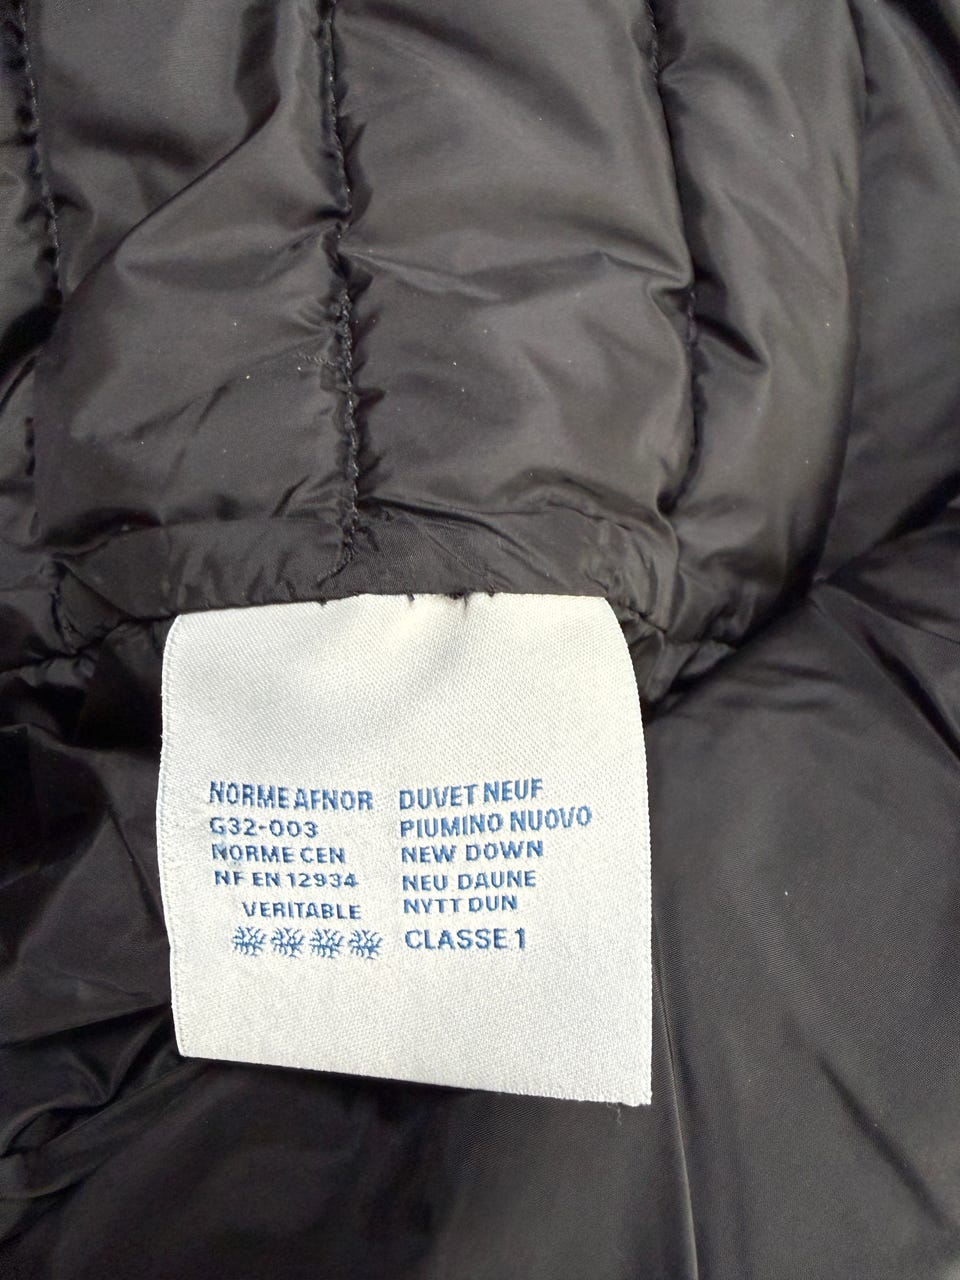 NORME AFNOR
G32-003
NORME CEN
NF EN 12934
VERITABLE
DUVET NEUF
PIUMINO NUOVO
NEW DOWN
NEU DAUNE
NYTT DUN
CLASSE 1